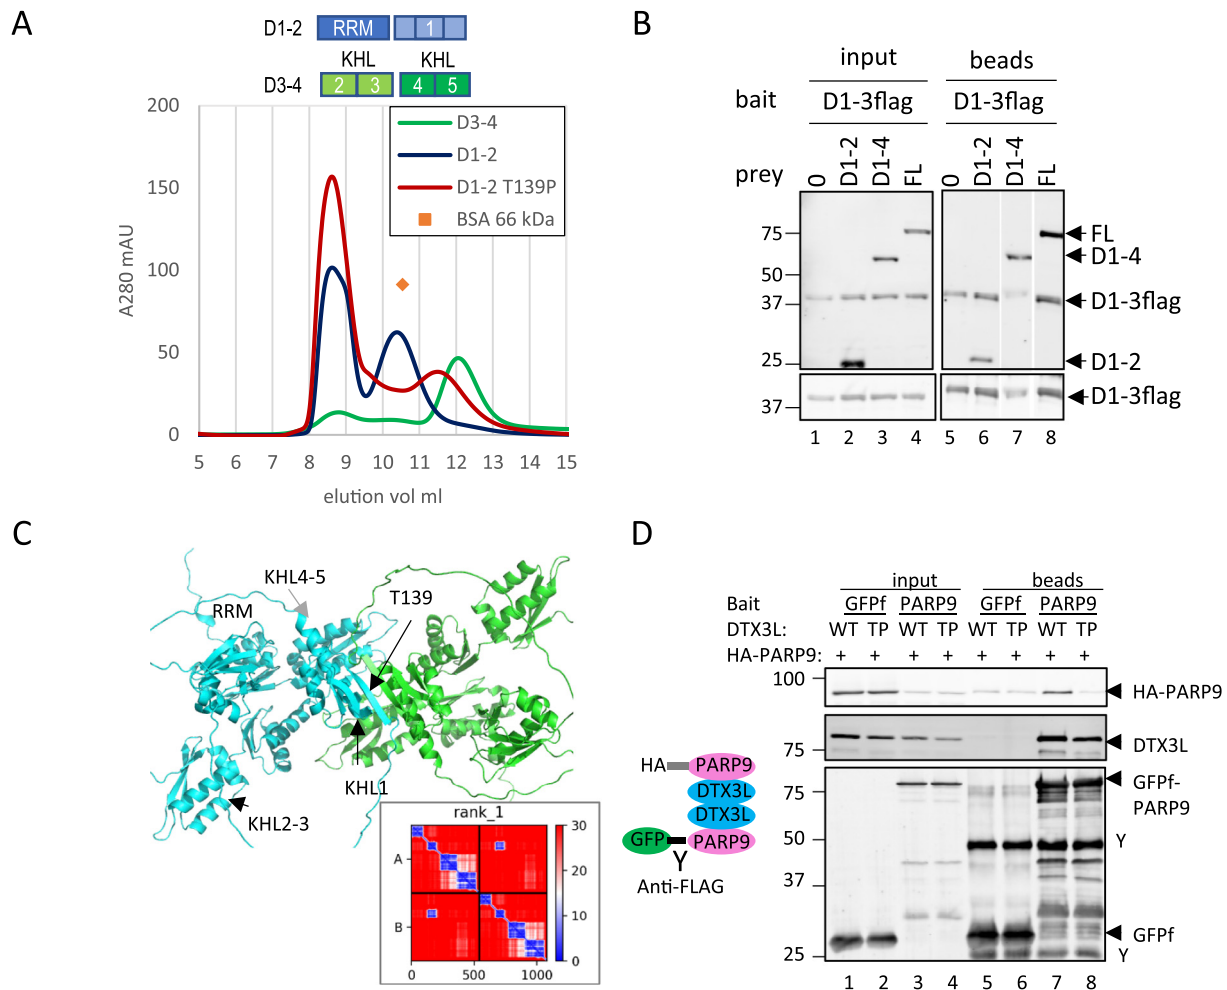 A
D1-2 RRM 1
KHL KHL
D3-4 2 3 4 5
200
150
100
50
0
A280 mAU
D3-4
D1-2
D1-2 T139P
BSA 66 kDa
5 6 7 8 9 10 11 12 13 14 15
elution vol ml
B
input beads
bait D1-3flag D1-3flag
prey 0 D1-2 D1-4 FL 0 D1-2 D1-4 FL
75
50
37
25
37
FL
D1-4
D1-3flag
D1-2
D1-3flag
1 2 3 4 5 6 7 8
C
KHL4-5
T139
RRM
KHL1
KHL2-3
rank_1
A
B
0 500 1000
30
20
10
0
D
input beads
Bait GFPf PARP9 GFPf PARP9
DTX3L: WT TP WT TP WT TP WT TP
HA-PARP9: + + + + + + + +
100
HA-PARP9
75
DTX3L
75
50
37
25
GFPf-
PARP9
Y
GFPf
Y
1 2 3 4 5 6 7 8
HA PARP9
DTX3L
DTX3L
GFP PARP9
Y
Anti-FLAG